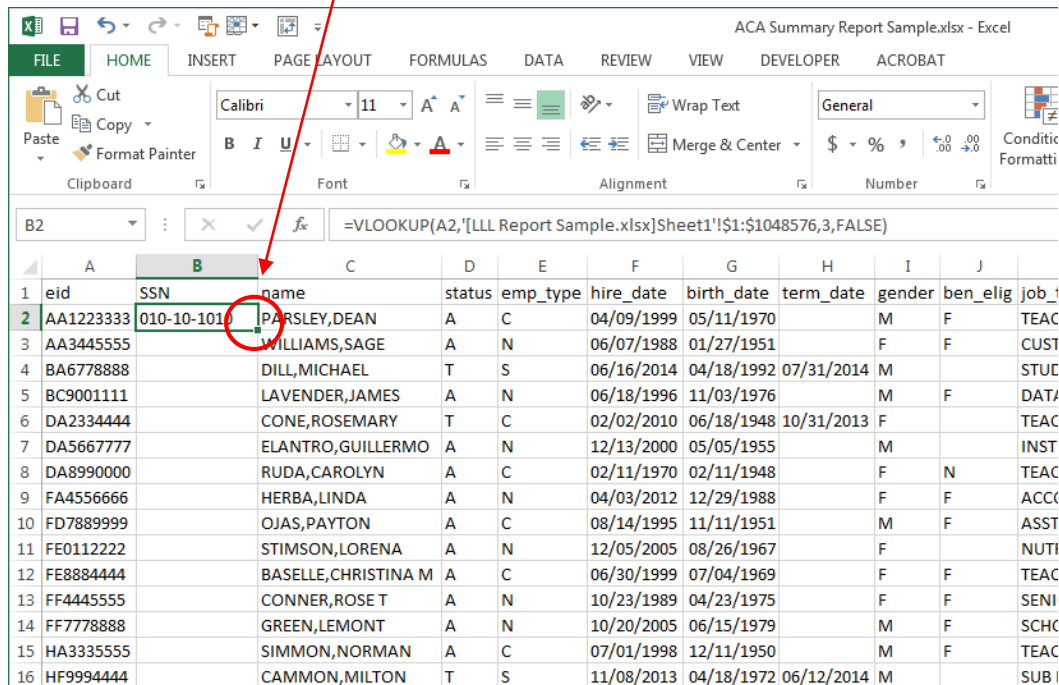 ACA Summary Report Sample.xlsx - Excel
FILE HOME INSERT PAGE LAYOUT FORMULAS DATA REVIEW VIEW DEVELOPER ACROBAT
Paste
Cut
Copy
Format Painter
Clipboard
Calibri 11
B I U
Font
Wrap Text
Merge & Center
Alignment
General
$ % ,
Number
Conditio
Formatti
B2 fx =VLOOKUP(A2,'[LLL Report Sample.xlsx]Sheet1'!$1:$1048576,3,FALSE)
A B C D E F G H I J
1 eid SSN name status emp_type hire_date birth_date term_date gender ben_elig job_t
2 AA1223333 010-10-1010 PARSLEY,DEAN A C 04/09/1999 05/11/1970 M F TEAC
3 AA3445555 WILLIAMS,SAGE A N 06/07/1988 01/27/1951 F F CUST
4 BA6778888 DILL,MICHAEL T S 06/16/2014 04/18/1992 07/31/2014 M STUD
5 BC9001111 LAVENDER,JAMES A N 06/18/1996 11/03/1976 M F DATA
6 DA2334444 CONE,ROSEMARY T C 02/02/2010 06/18/1948 10/31/2013 F TEAC
7 DA5667777 ELANTRO,GUILLERMO A N 12/13/2000 05/05/1955 M INST
8 DA8990000 RUDA,CAROLYN A C 02/11/1970 02/11/1948 F N TEAC
9 FA4556666 HERBA,LINDA A N 04/03/2012 12/29/1988 F F ACCO
10 FD7889999 OJAS,PAYTON A C 08/14/1995 11/11/1951 M F ASST
11 FE0112222 STIMSON,LORENA A N 12/05/2005 08/26/1967 F NUTR
12 FE8884444 BASELLE,CHRISTINA M A C 06/30/1999 07/04/1969 F F TEAC
13 FF4445555 CONNER,ROSE T A N 10/23/1989 04/23/1975 F F SENI
14 FF7778888 GREEN,LEMONT A N 10/20/2005 06/15/1979 M F SCHO
15 HA3335555 SIMMON,NORMAN A C 07/01/1998 12/11/1950 M F TEAC
16 HF9994444 CAMMON,MILTON T S 11/08/2013 04/18/1972 06/12/2014 M SUB